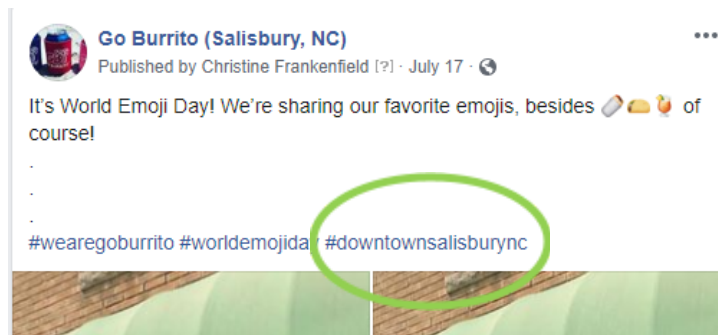 Go Burrito (Salisbury, NC)
Published by Christine Frankenfield [?] · July 17 ·
It's World Emoji Day! We're sharing our favorite emojis, besides 🌯🌮🍹 of
course!
.
.
.
#wearegoburrito #worldemojiday #downtownsalisburync